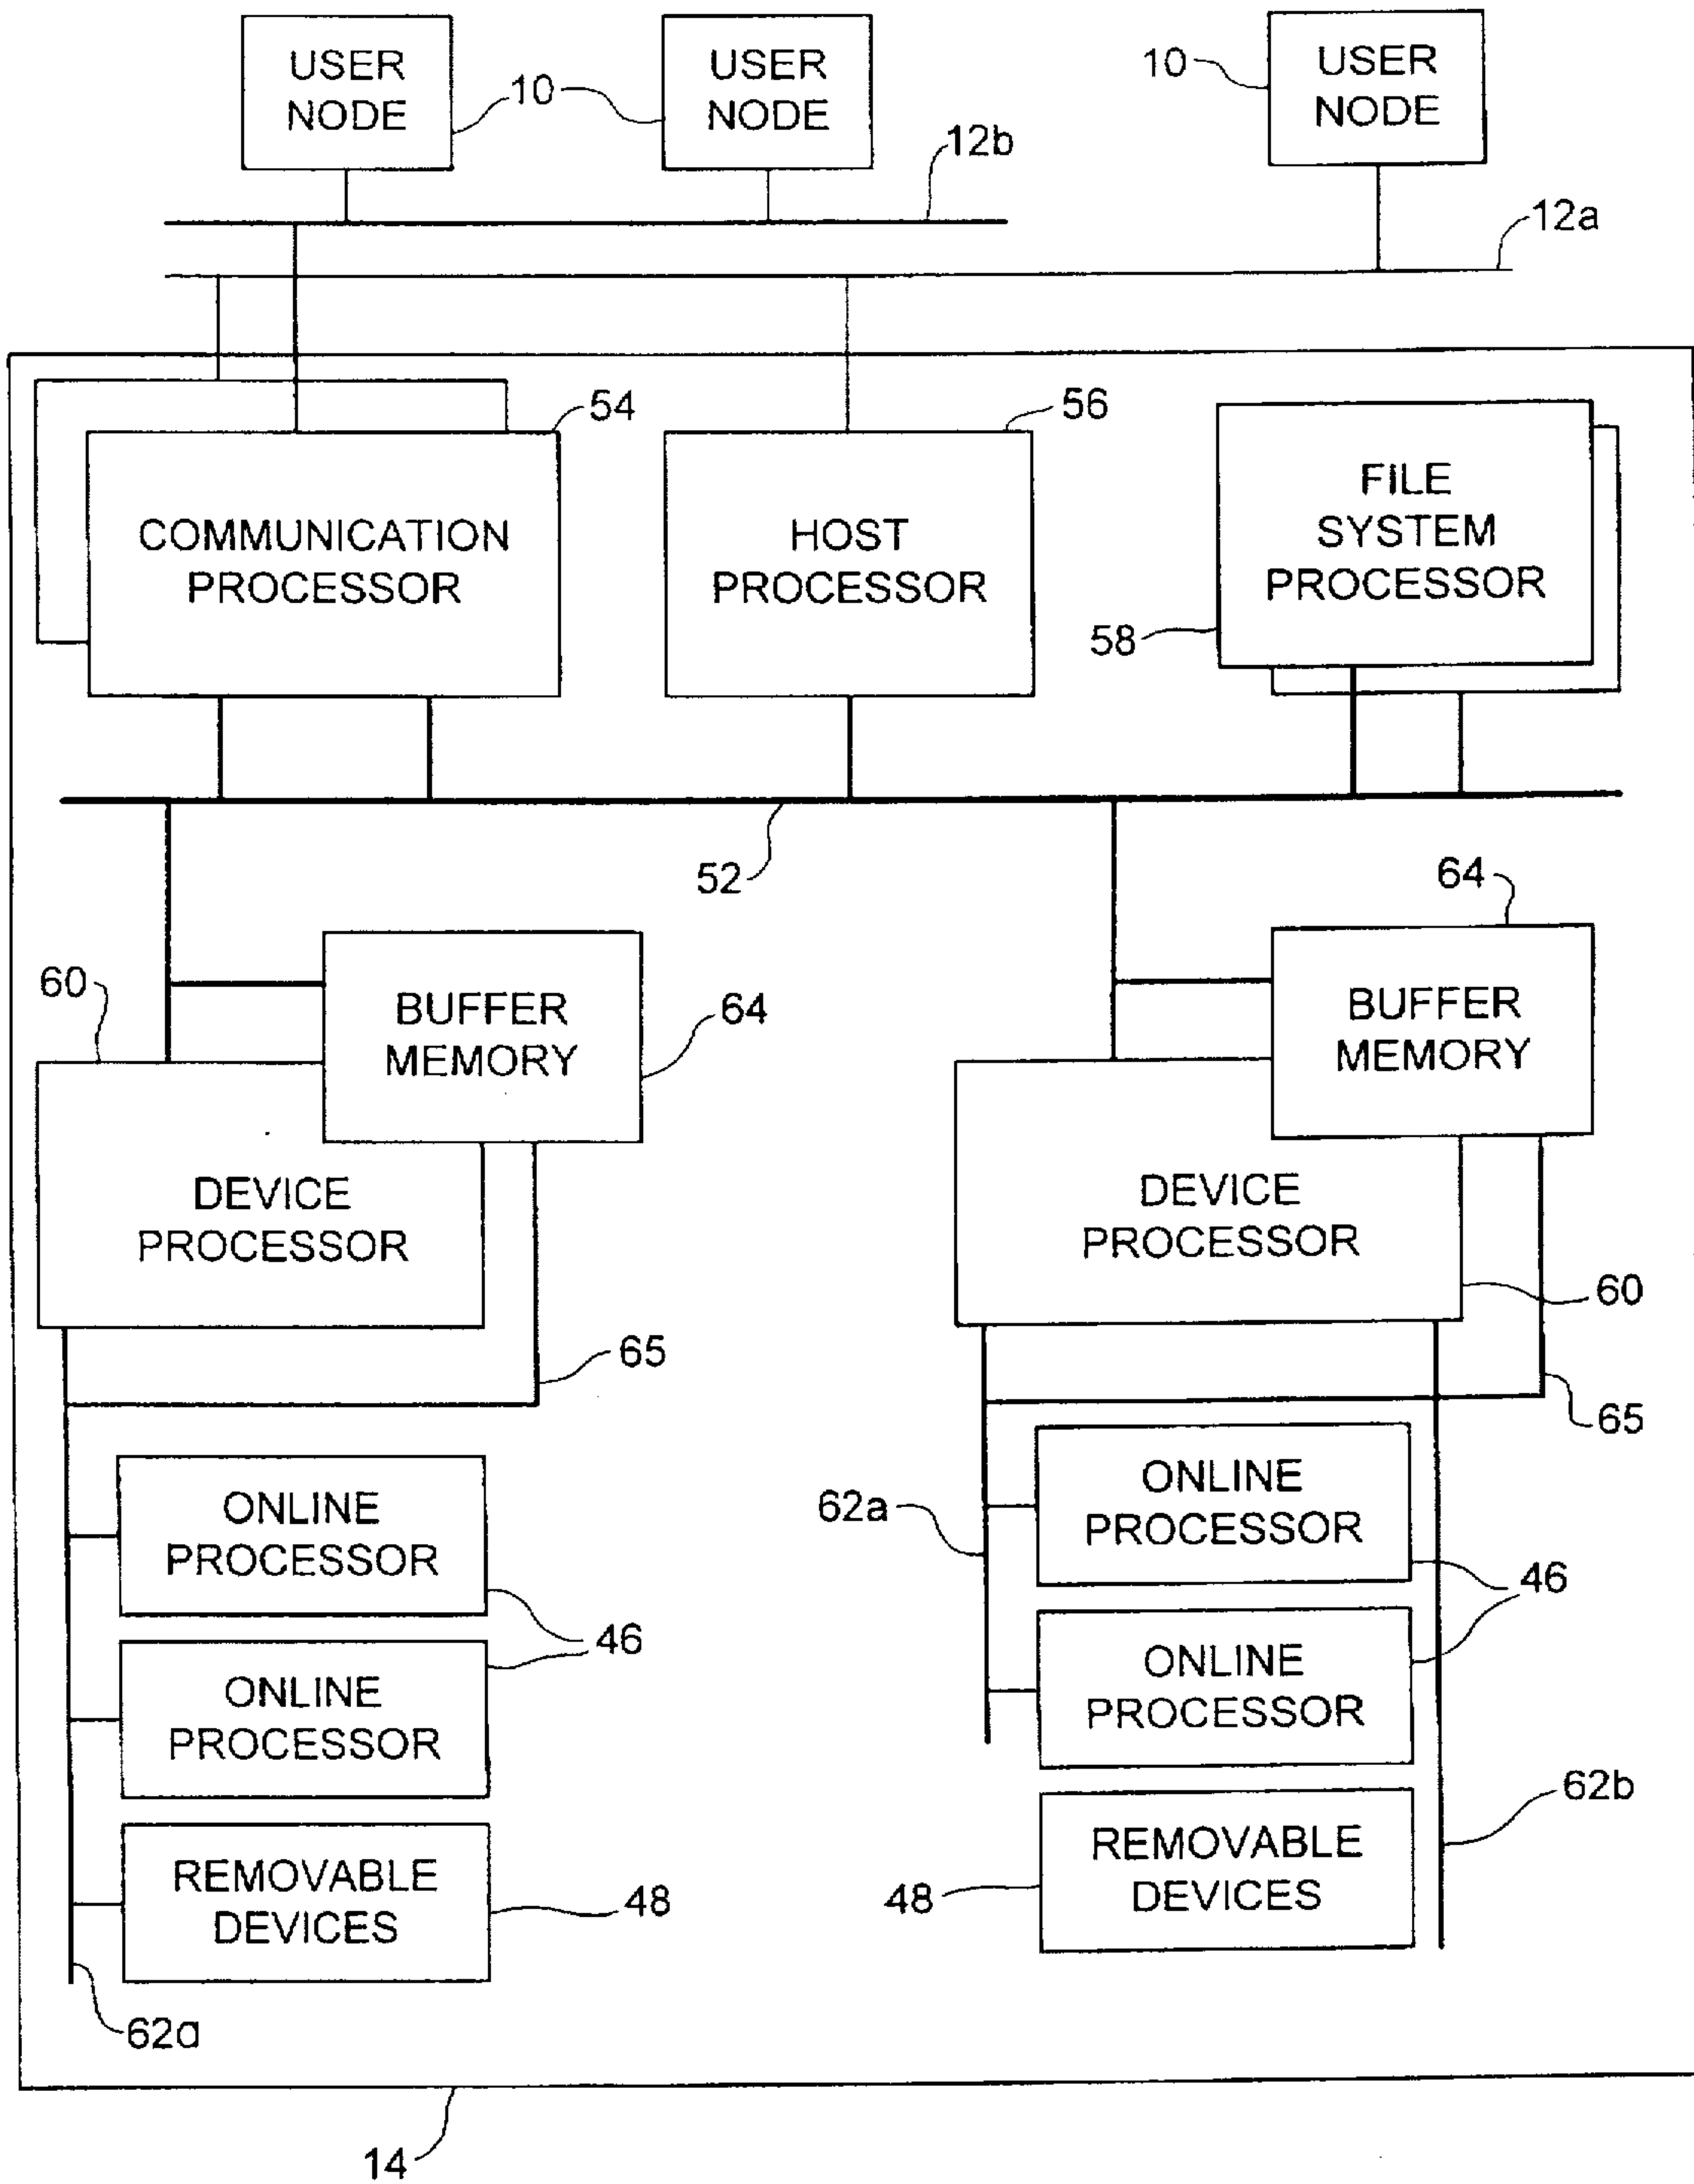 USER
NODE
10
USER
NODE
10
USER
NODE
12b
12a
54
COMMUNICATION
PROCESSOR
56
HOST
PROCESSOR
FILE
SYSTEM
PROCESSOR
58
52
60
BUFFER
MEMORY
64
DEVICE
PROCESSOR
65
64
BUFFER
MEMORY
DEVICE
PROCESSOR
60
65
ONLINE
PROCESSOR
46
ONLINE
PROCESSOR
REMOVABLE
DEVICES
48
62a
62a
ONLINE
PROCESSOR
46
ONLINE
PROCESSOR
62b
REMOVABLE
DEVICES
48
14